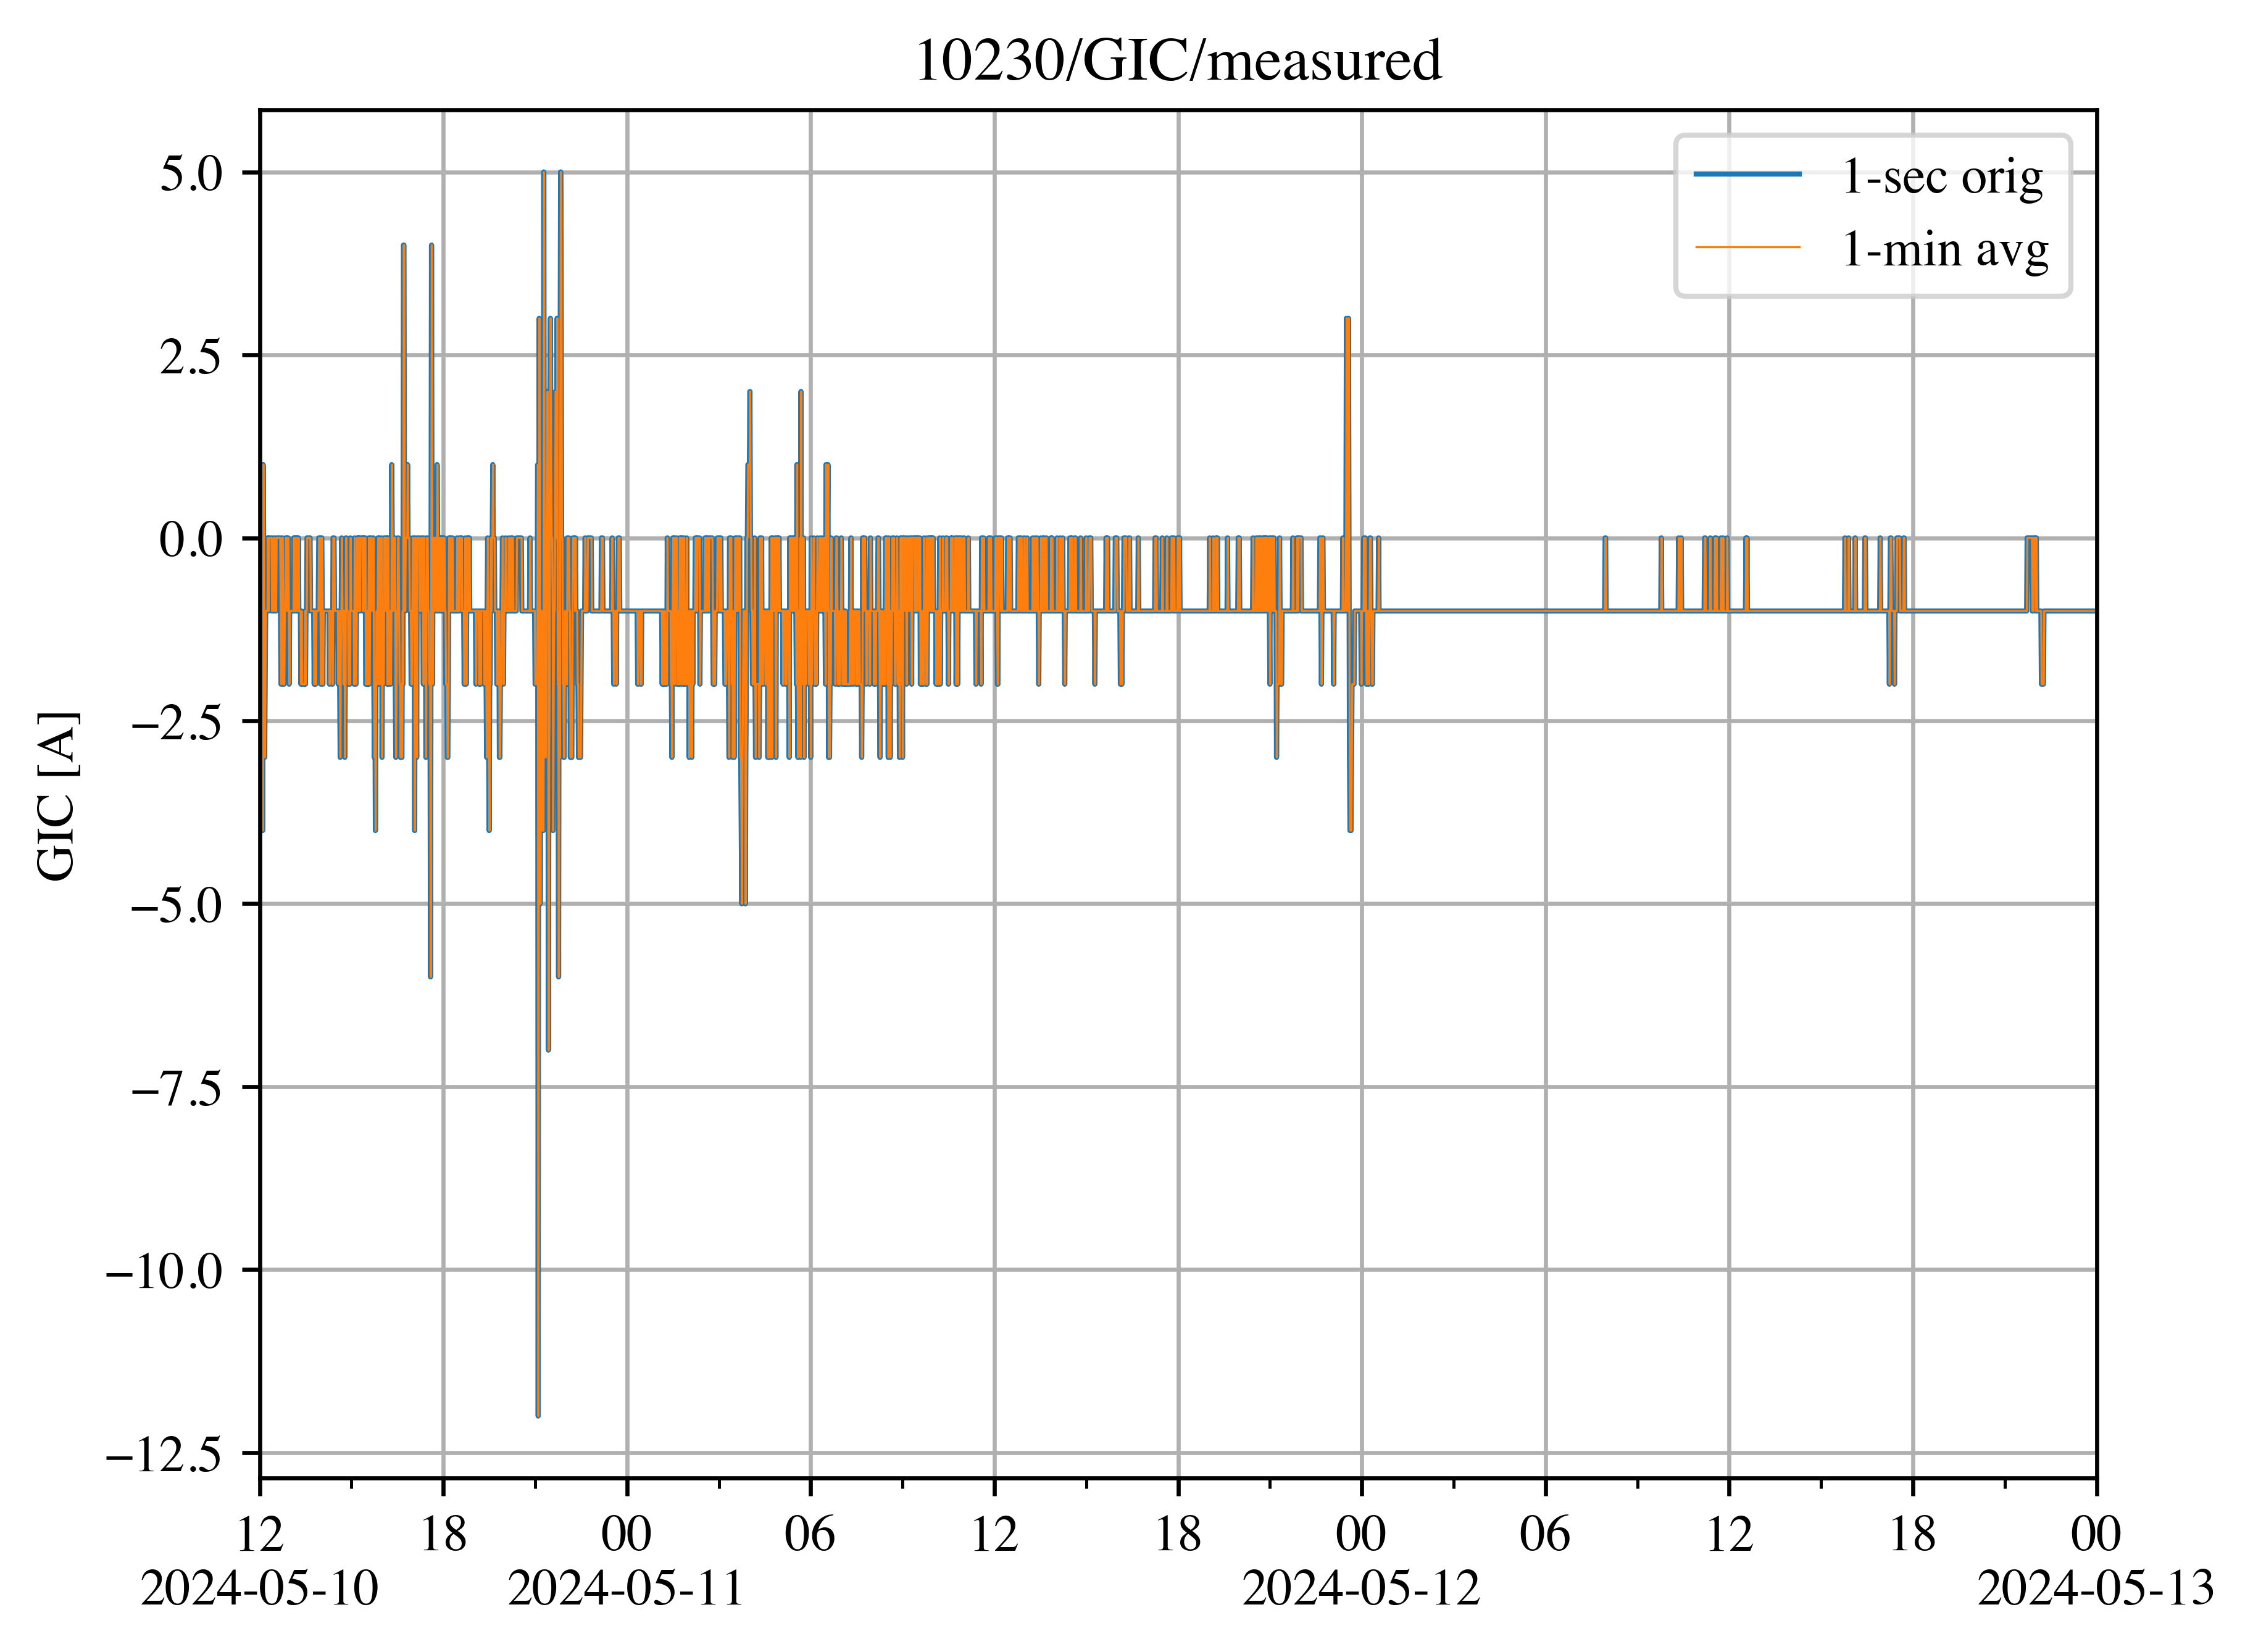 10230/GIC/measured
1-sec orig
1-min avg
5.0
2.5
0.0
−2.5
−5.0
−7.5
−10.0
−12.5
GIC [A]
12 18 00 06 12 18 00 06 12 18 00
2024-05-10 2024-05-11 2024-05-12 2024-05-13